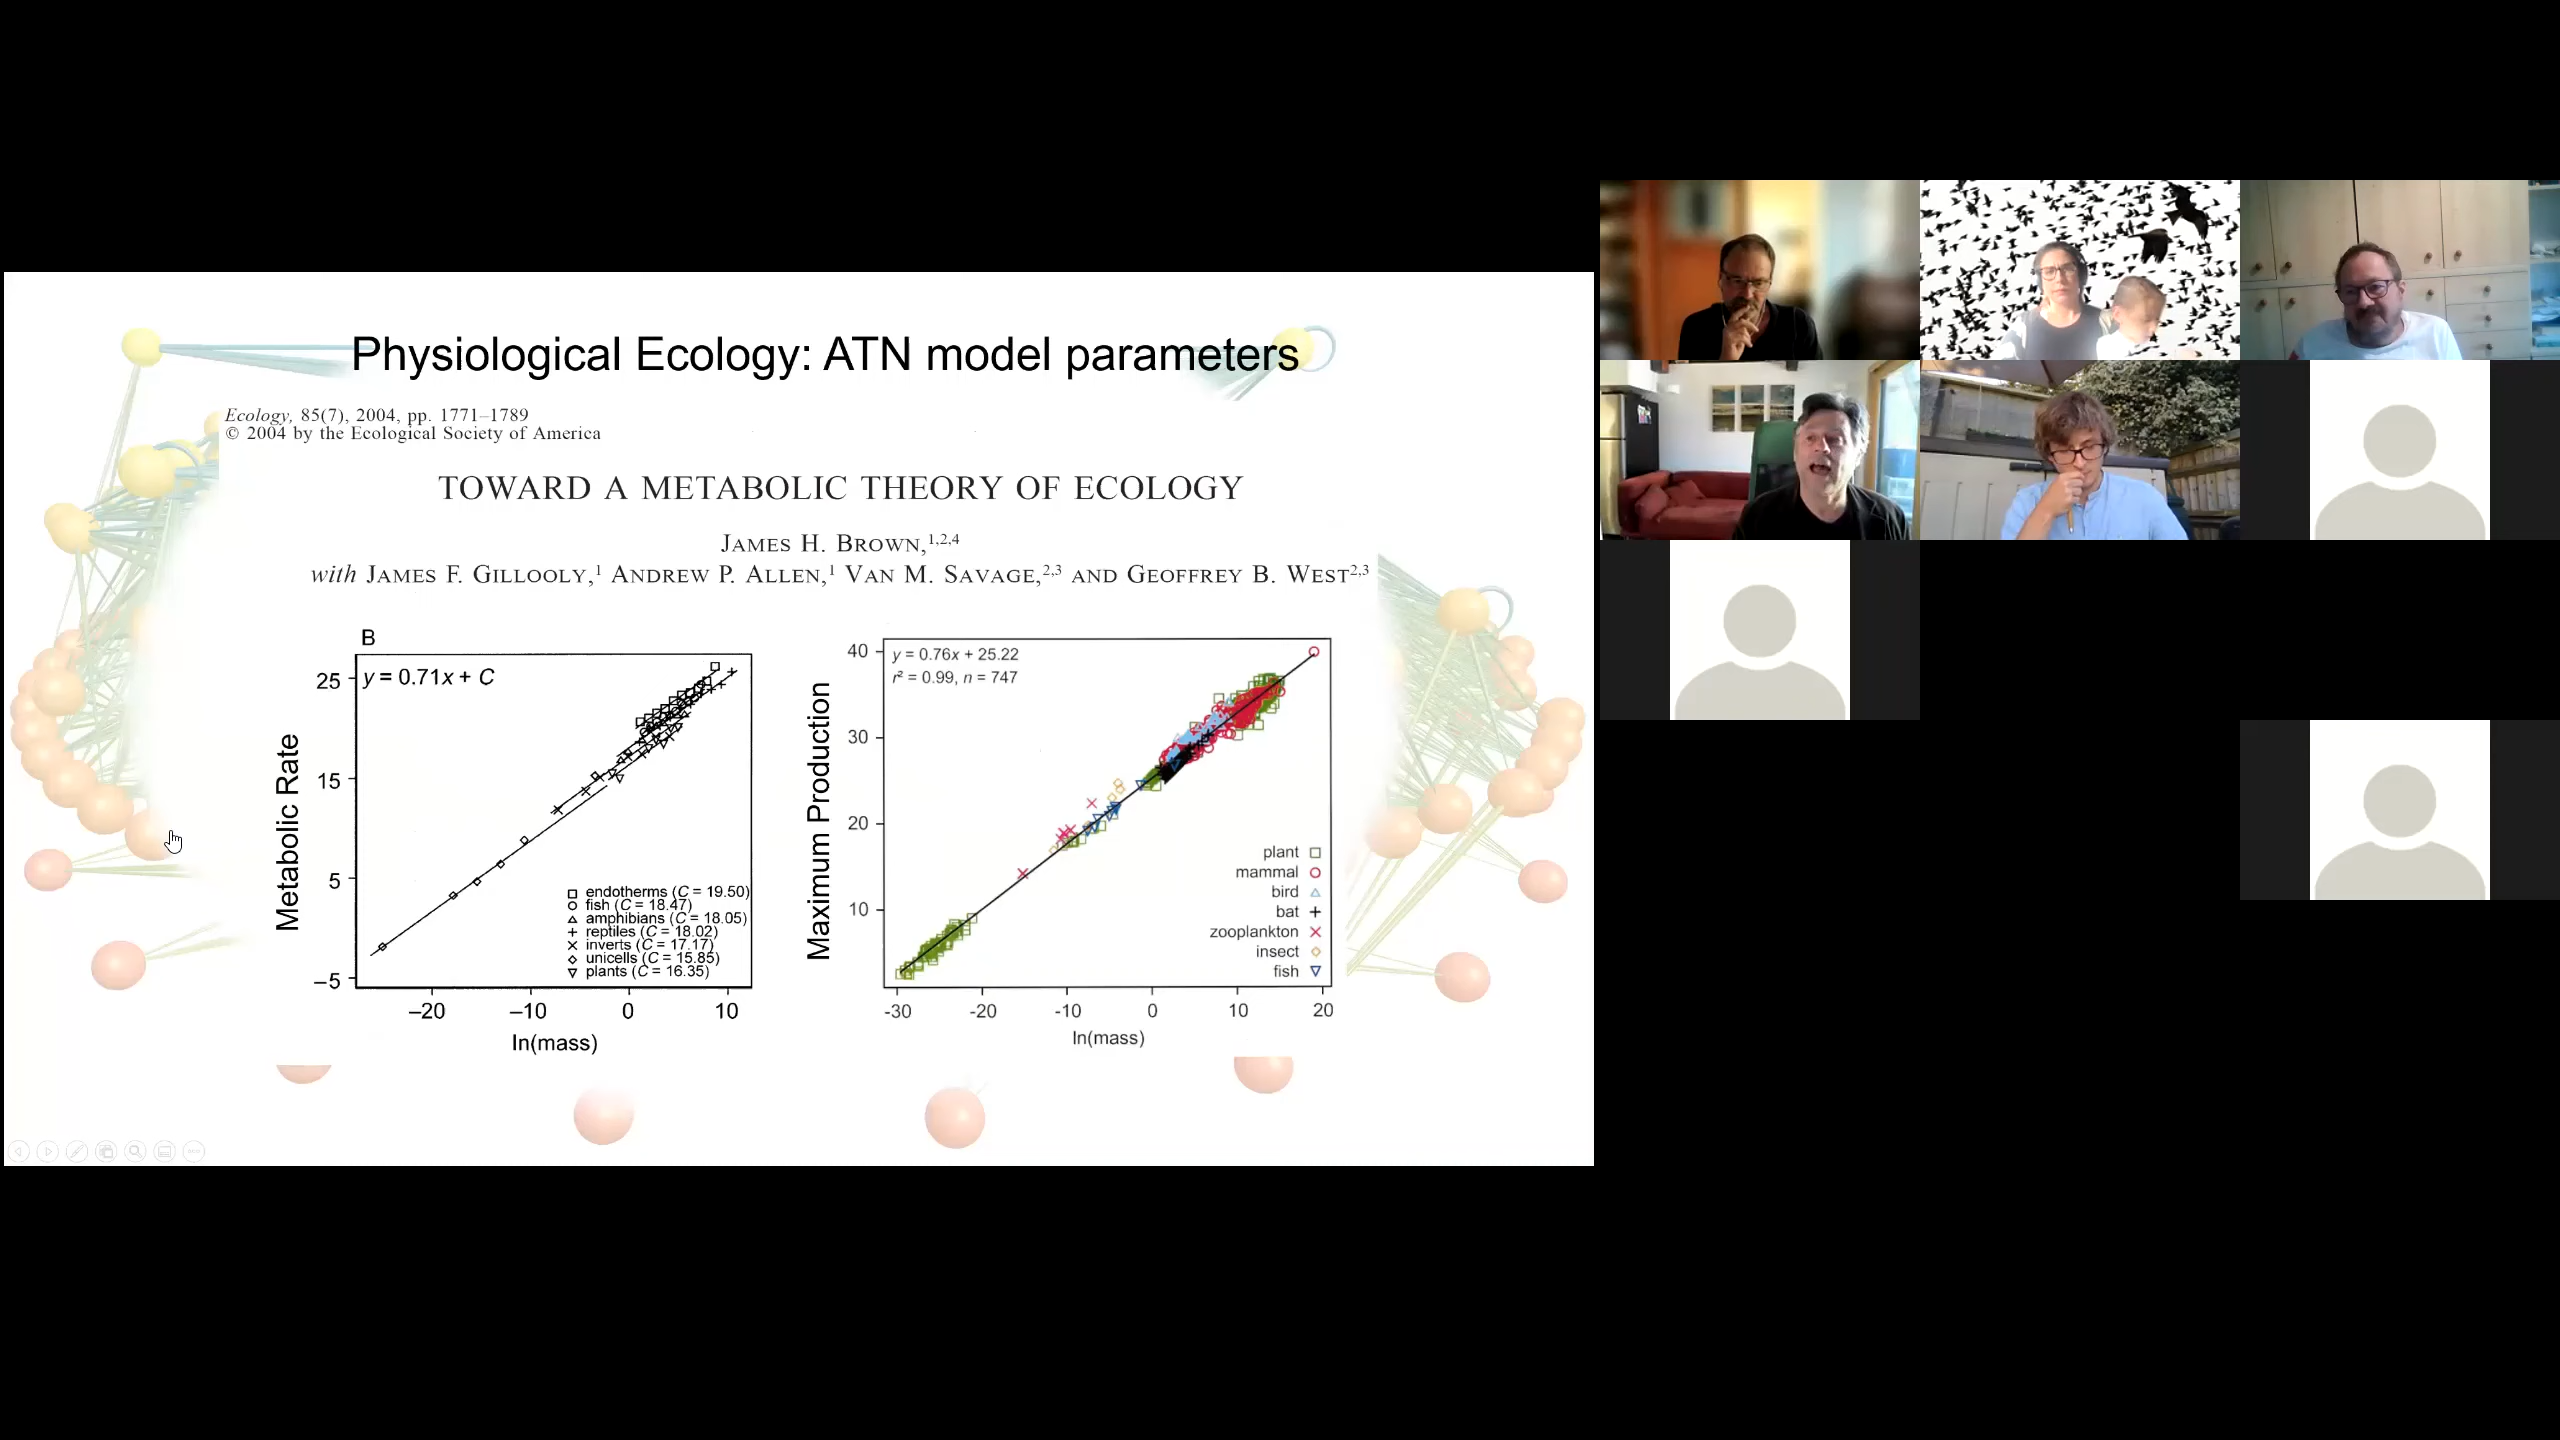 Physiological Ecology: ATN model parameters
Ecology, 85(7), 2004, pp. 1771–1789
© 2004 by the Ecological Society of America
TOWARD A METABOLIC THEORY OF ECOLOGY
JAMES H. BROWN,1,2,4
with JAMES F. GILLOOLY,1 ANDREW P. ALLEN,1 VAN M. SAVAGE,2,3 AND GEOFFREY B. WEST2,3
B
y = 0.71x + C
Metabolic Rate
25
15
5
–5
endotherms (C = 19.50)
fish (C = 18.47)
amphibians (C = 18.05)
reptiles (C = 18.02)
inverts (C = 17.17)
unicells (C = 15.85)
plants (C = 16.35)
–20 –10 0 10
ln(mass)
y = 0.76x + 25.22
r² = 0.99, n = 747
Maximum Production
40
30
20
10
plant
mammal
bird
bat
zooplankton
insect
fish
-30 -20 -10 0 10 20
ln(mass)